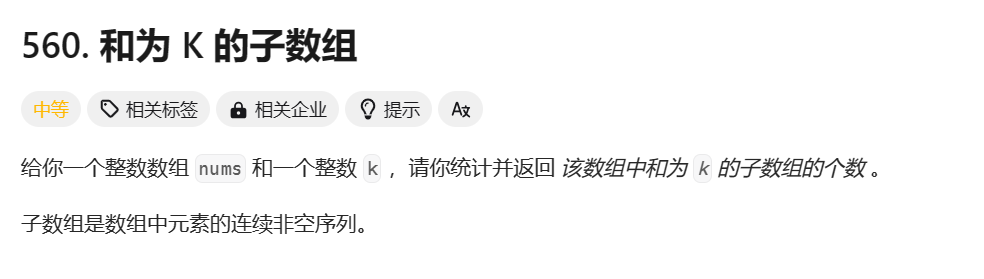 560. 和为 K 的子数组
中等 相关标签 相关企业 提示 Az
给你一个整数数组 nums 和一个整数 k ，请你统计并返回 该数组中和为 k 的子数组的个数 。
子数组是数组中元素的连续非空序列。